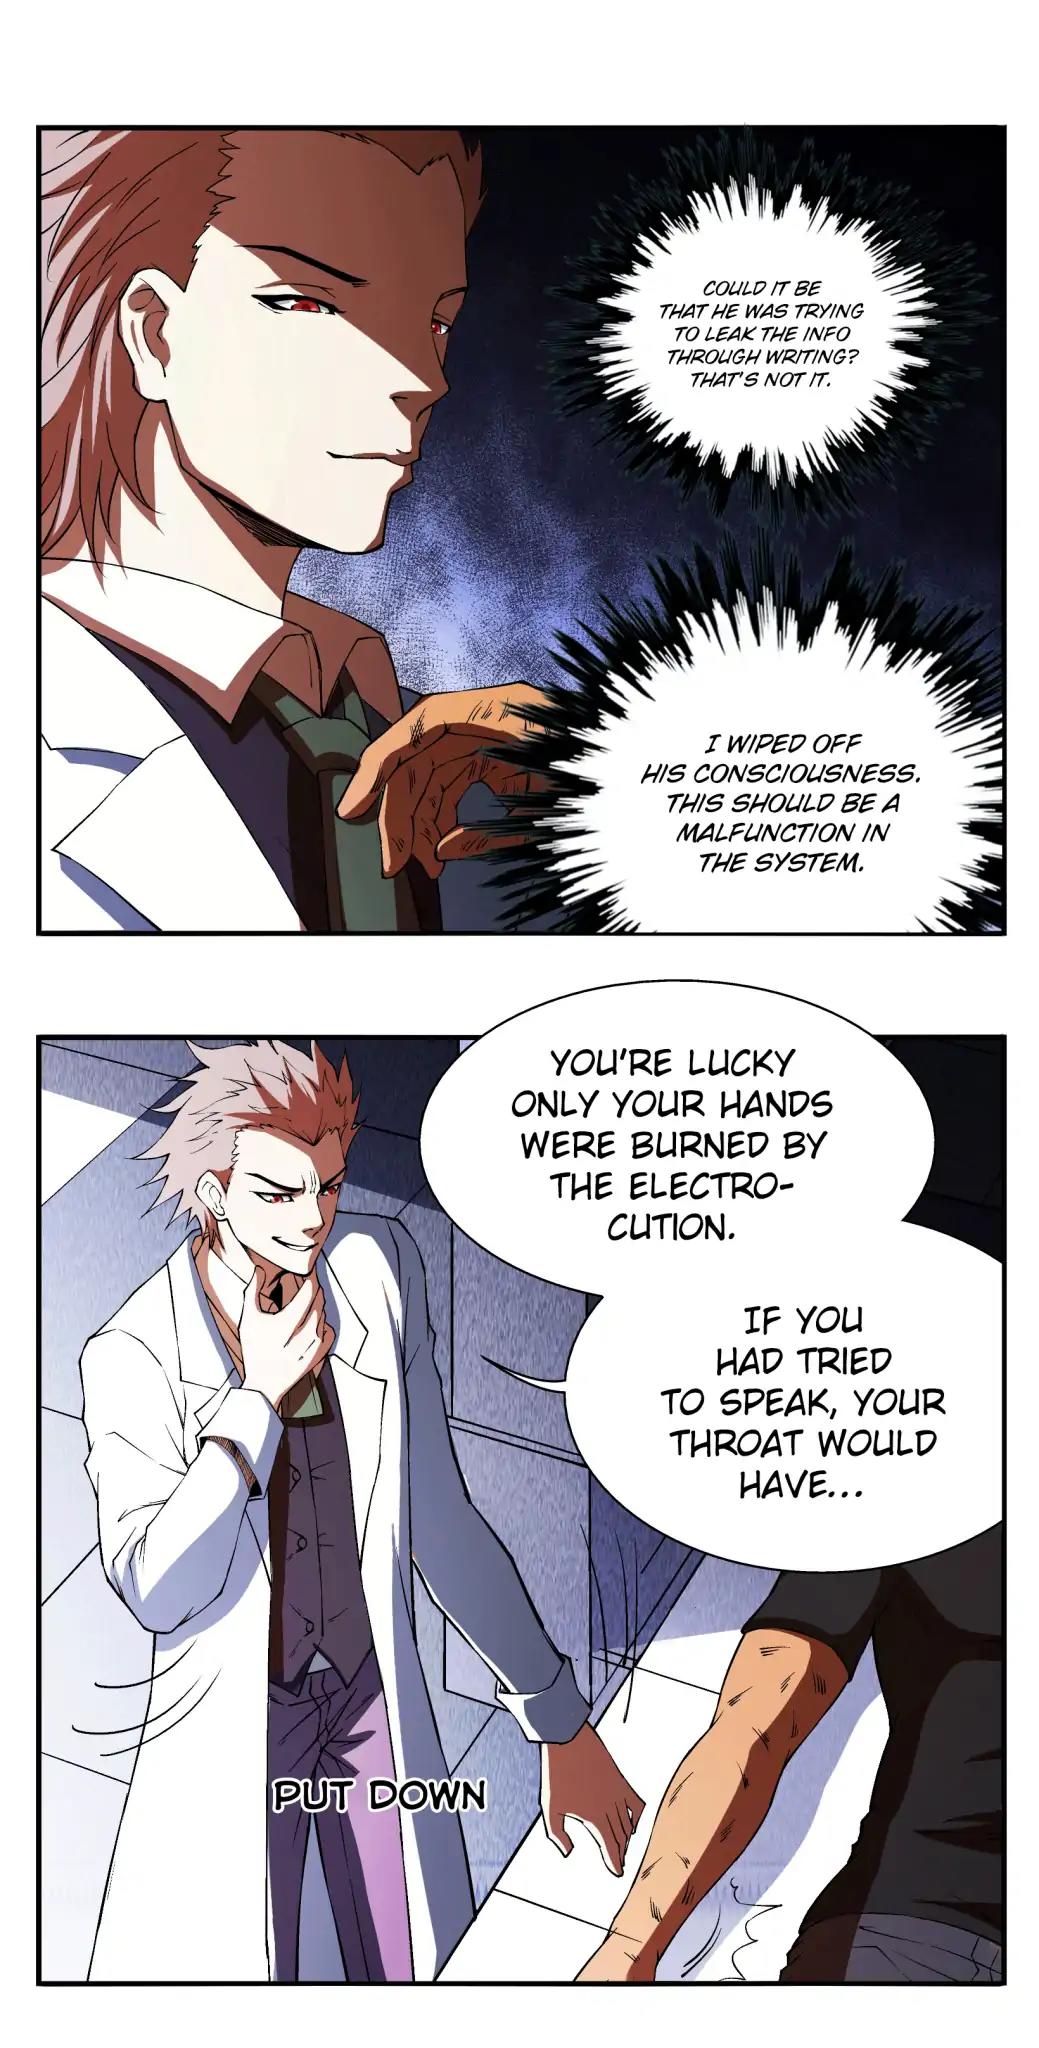 COULD IT BE
THAT HE WAS TRYING
TO LEAK THE INFO
THROUGH WRITING?
THAT'S NOT IT.
I WIPED OFF
HIS CONSCIOUSNESS.
THIS SHOULD BE A
MALFUNCTION IN
THE SYSTEM.
YOU'RE LUCKY
ONLY YOUR HANDS
WERE BURNED BY
THE ELECTRO-
CUTION.
IF YOU
HAD TRIED
TO SPEAK, YOUR
THROAT WOULD
HAVE...
PUT DOWN